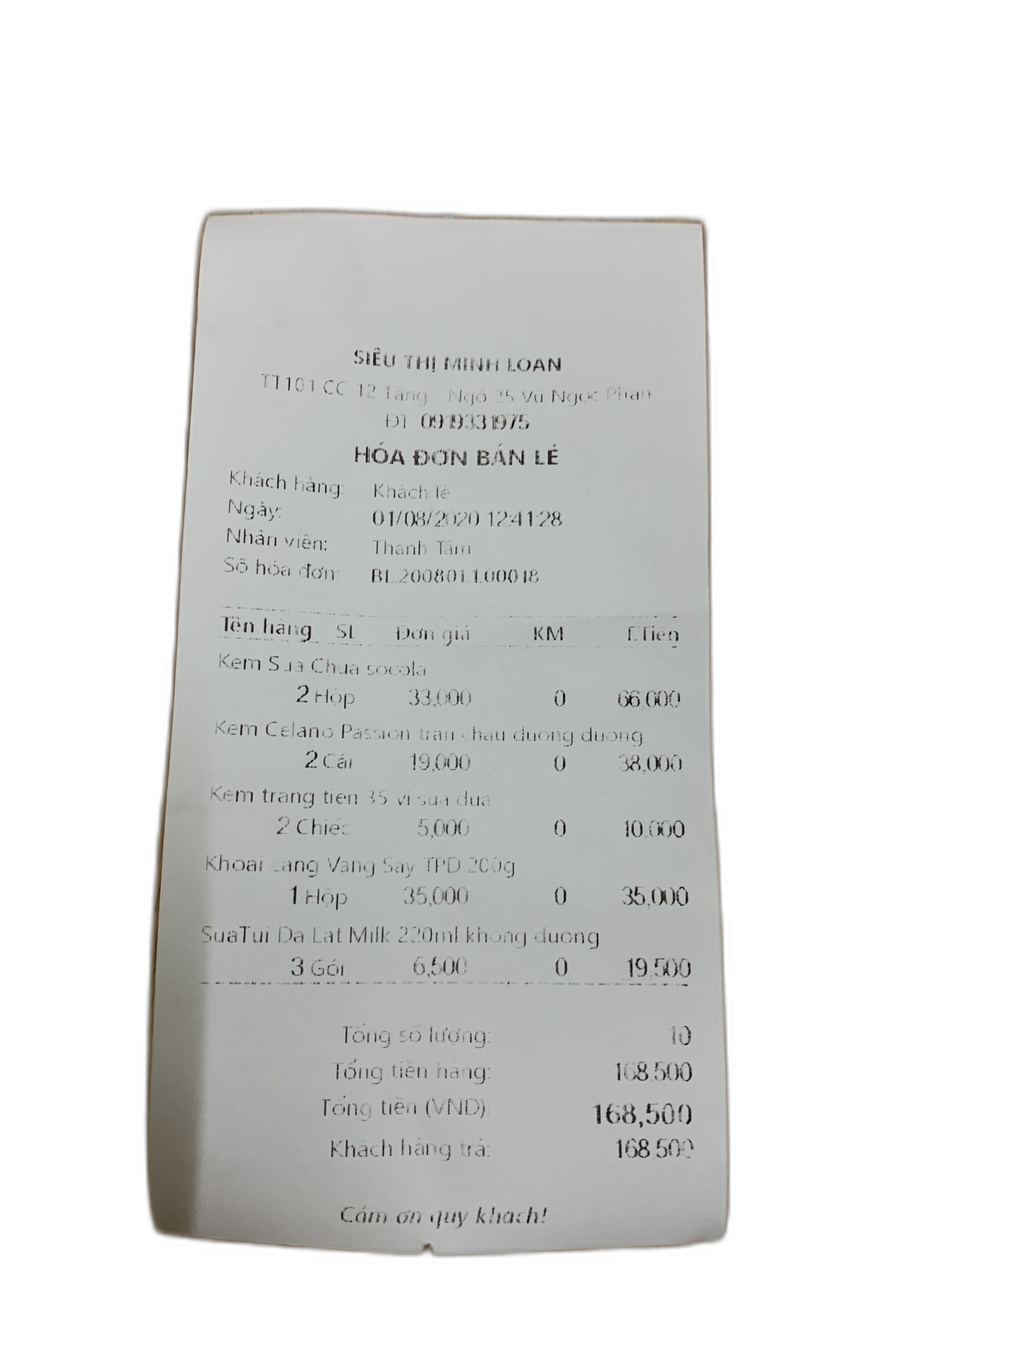 SIÊU THỊ MINH LOAN
TT101 CC 12 Tầng - Ngõ 25 Vũ Ngọc Phan
ĐT 0919331975
HÓA ĐƠN BÁN LẺ
Khách hàng: Khách lẻ
Ngày: 01/08/2020 12:41:28
Nhân viên: Thanh Tâm
Số hóa đơn: BL.200801.1.00018
Tên hàng SL Đơn giá KM T.Tiền
Kem Sua Chua socola
2 Hộp 33,000 0 66,000
Kem Celano Passion tran chau duong duong
2 Cái 19,000 0 38,000
Kem trang tien 35 vi sua dua
2 Chiếc 5,000 0 10,000
Khoai Lang Vang Say TPD 200g
1 Hộp 35,000 0 35,000
SuaTui Da Lat Milk 220ml khong duong
3 Gói 6,500 0 19,500
Tổng số lượng: 10
Tổng tiền hàng: 168,500
Tổng tiền (VND): 168,500
Khách hàng trả: 168,500
Cảm ơn quý khách!